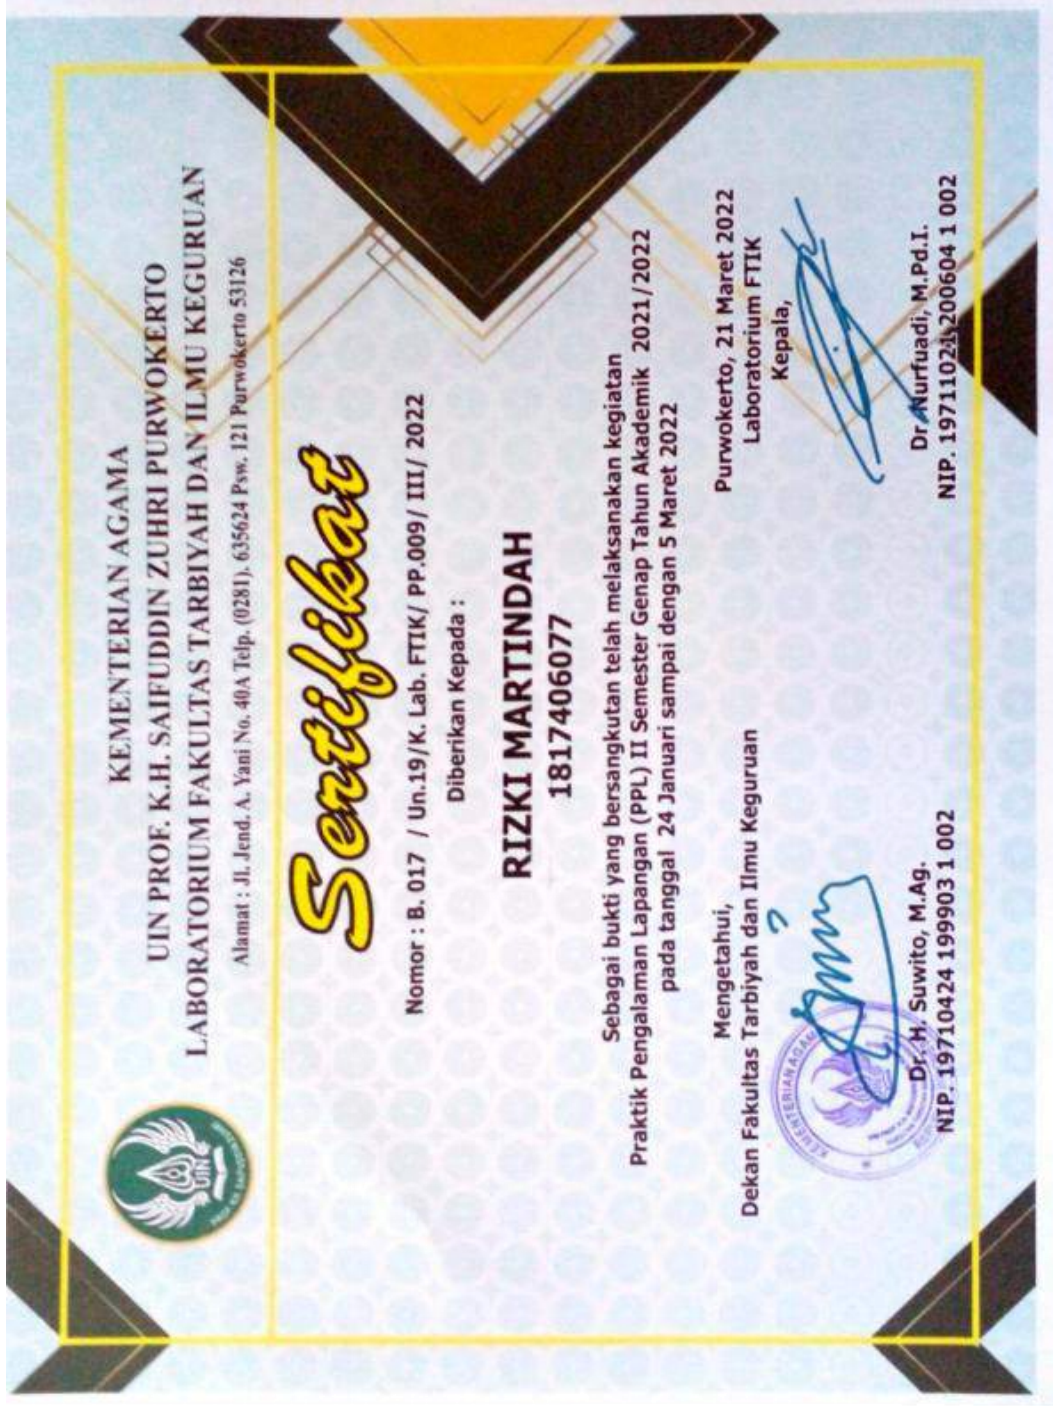 KEMENTERIAN AGAMA
UIN PROF. K.H. SAIFUDDIN ZUHRI PURWOKERTO
LABORATORIUM FAKULTAS TARBIYAH DAN ILMU KEGURUAN
Alamat : Jl. Jend. A. Yani No. 40A Telp. (0281). 635624 Psw. 121 Purwokerto 53126
Sertifikat
Nomor : B. 017 / Un.19/K. Lab. FTIK/ PP.009/ III/ 2022
Diberikan Kepada :
RIZKI MARTINDAH
1817406077
Sebagai bukti yang bersangkutan telah melaksanakan kegiatan
Praktik Pengalaman Lapangan (PPL) II Semester Genap Tahun Akademik 2021/2022
pada tanggal 24 Januari sampai dengan 5 Maret 2022
Mengetahui,
Dekan Fakultas Tarbiyah dan Ilmu Keguruan
KEMENTERIAN AGAMA
Dr. H. Suwito, M.Ag.
NIP. 19710424 199903 1 002
Purwokerto, 21 Maret 2022
Laboratorium FTIK
Kepala,
Dr. Nurfuadi, M.Pd.I.
NIP. 19711021 200604 1 002
UIN